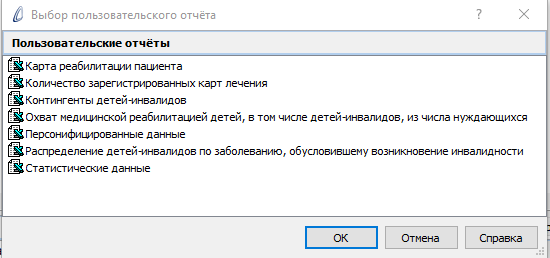 Выбор пользовательского отчёта
?
Пользовательские отчёты
Карта реабилитации пациента
Количество зарегистрированных карт лечения
Контингенты детей-инвалидов
Охват медицинской реабилитацией детей, в том числе детей-инвалидов, из числа нуждающихся
Персонифицированные данные
Распределение детей-инвалидов по заболеванию, обусловившему возникновение инвалидности
Статистические данные
ОК
Отмена
Справка